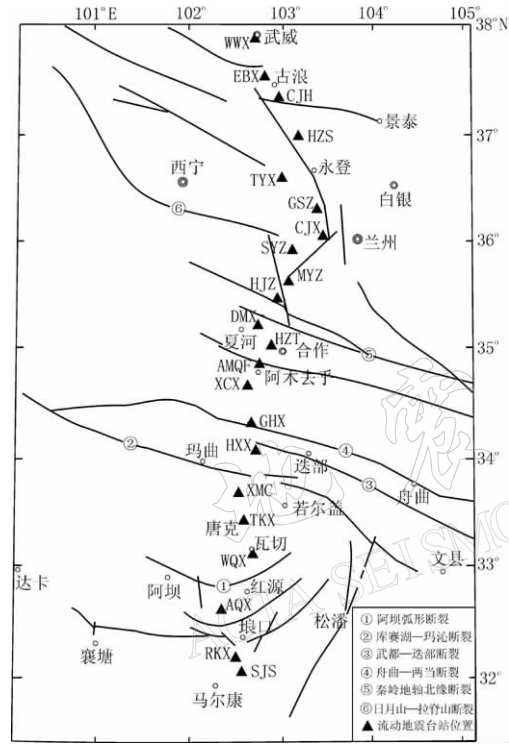 101°E 102° 103° 104° 105°
38°N
武威
WWX
EBX
古浪
CJH
景泰
37°
HZS
西宁
永登
TYX
白银
⑥
GSZ
CJX
36°
兰州
SYZ
MYZ
HJZ
DMX
夏河
HZT
合作
⑤
35°
AMQF
阿木去乎
XCX
GHX
②
HXX
④
玛曲
迭部
34°
③
舟曲
XMC
若尔盖
唐克
TKX
瓦切
WQX
文县
33°
达卡
阿坝
①
红源
AQX
松潘
琅口
襄塘
RKX
SJS
32°
马尔康
① 阿坝弧形断裂
② 库赛湖—玛沁断裂
③ 武都—迭部断裂
④ 舟曲—两当断裂
⑤ 秦岭地轴北缘断裂
⑥ 日月山—拉脊山断裂
▲ 流动地震台站位置
地震
ACTA SEISMO